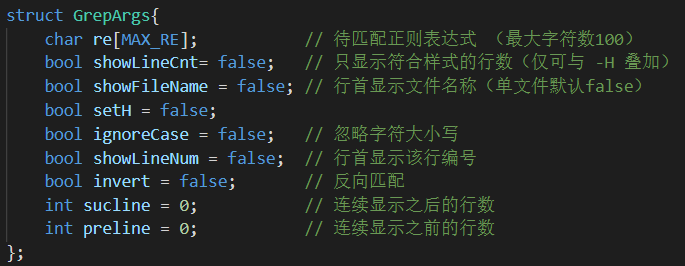 struct GrepArgs{
    char re[MAX_RE];             // 待匹配正则表达式 （最大字符数100）
    bool showLineCnt= false;    // 只显示符合样式的行数（仅可与 -H 叠加）
    bool showFileName = false; // 行首显示文件名称（单文件默认false）
    bool setH = false;
    bool ignoreCase = false;    // 忽略字符大小写
    bool showLineNum = false;  // 行首显示该行编号
    bool invert = false;        // 反向匹配
    int sucline = 0;            // 连续显示之后的行数
    int preline = 0;            // 连续显示之前的行数
};